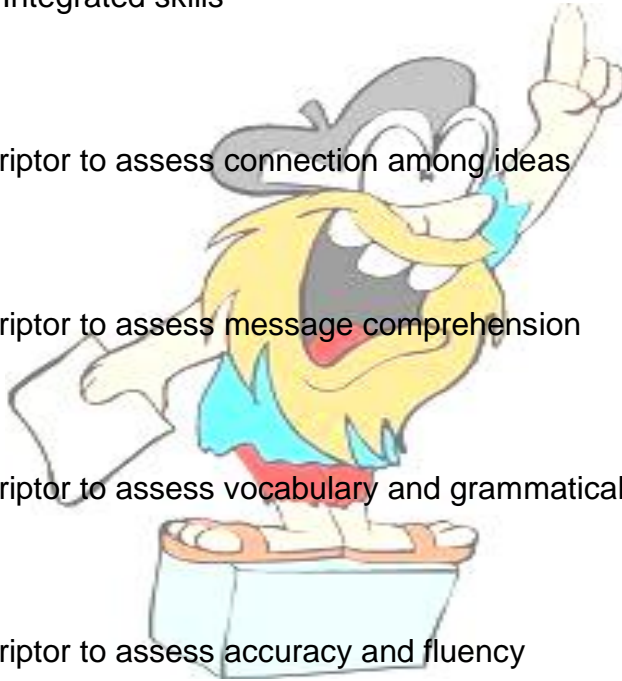 Integrated skills
riptor to assess connection among ideas
riptor to assess message comprehension
riptor to assess vocabulary and grammatical
riptor to assess accuracy and fluency